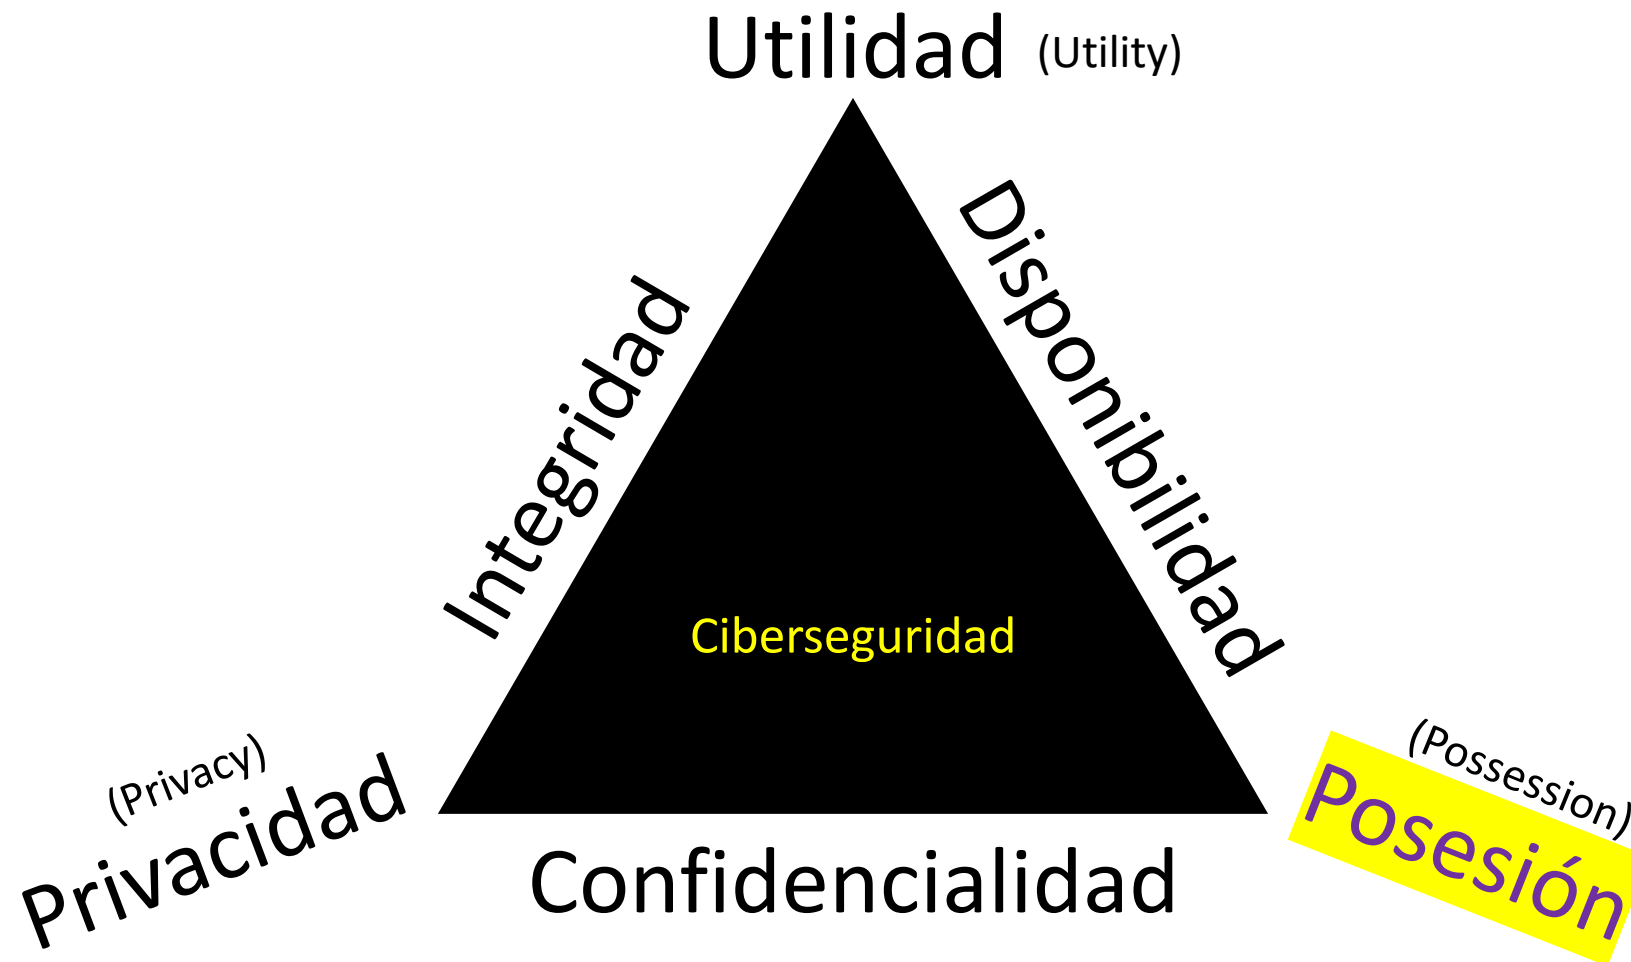 Utilidad (Utility)
Integridad
Disponibilidad
Ciberseguridad
(Privacy)
Privacidad
Confidencialidad
(Possession)
Posesión